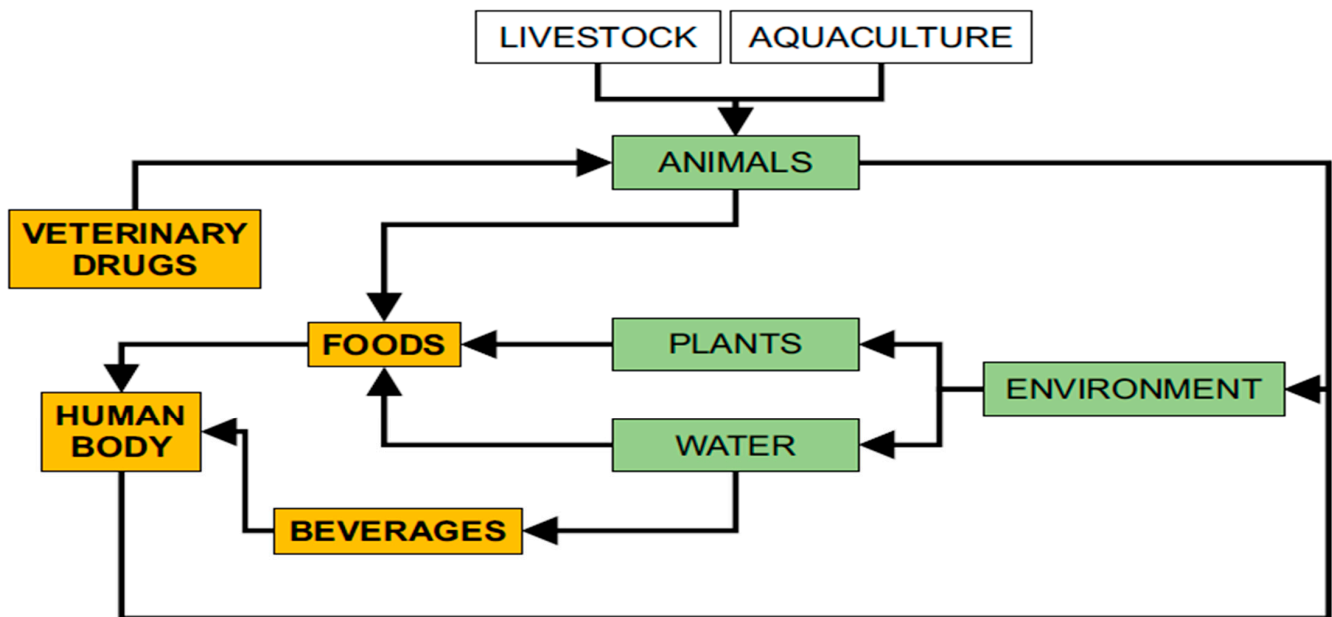 LIVESTOCK
AQUACULTURE
ANIMALS
VETERINARY
DRUGS
FOODS
PLANTS
ENVIRONMENT
HUMAN
BODY
WATER
BEVERAGES